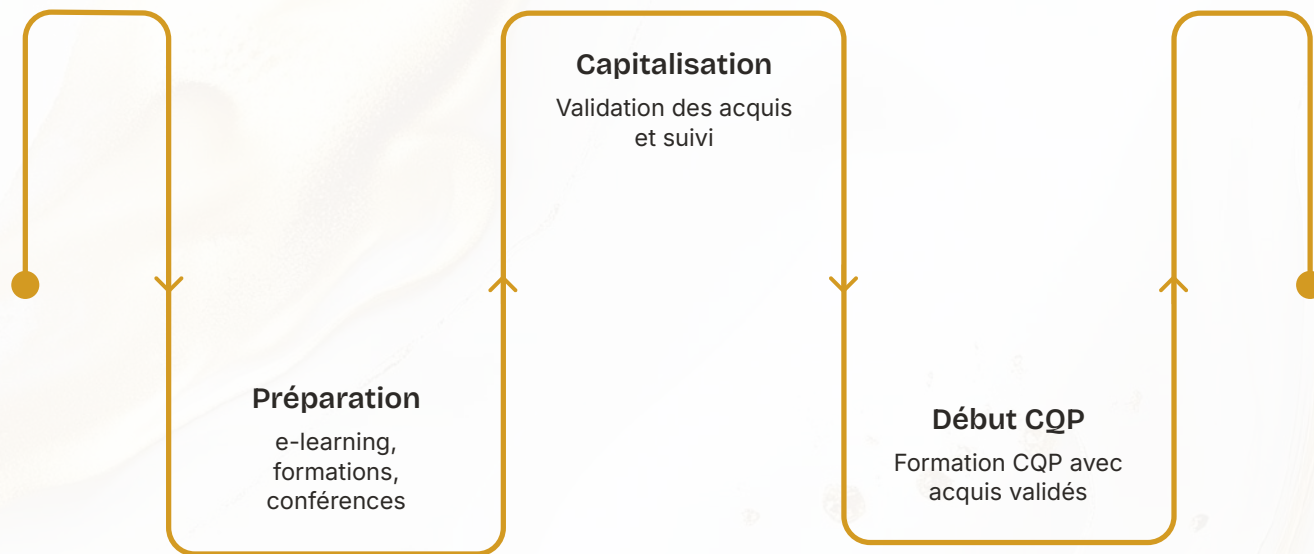 Préparation
e-learning,
formations,
conférences
Capitalisation
Validation des acquis
et suivi
Début CQP
Formation CQP avec
acquis validés